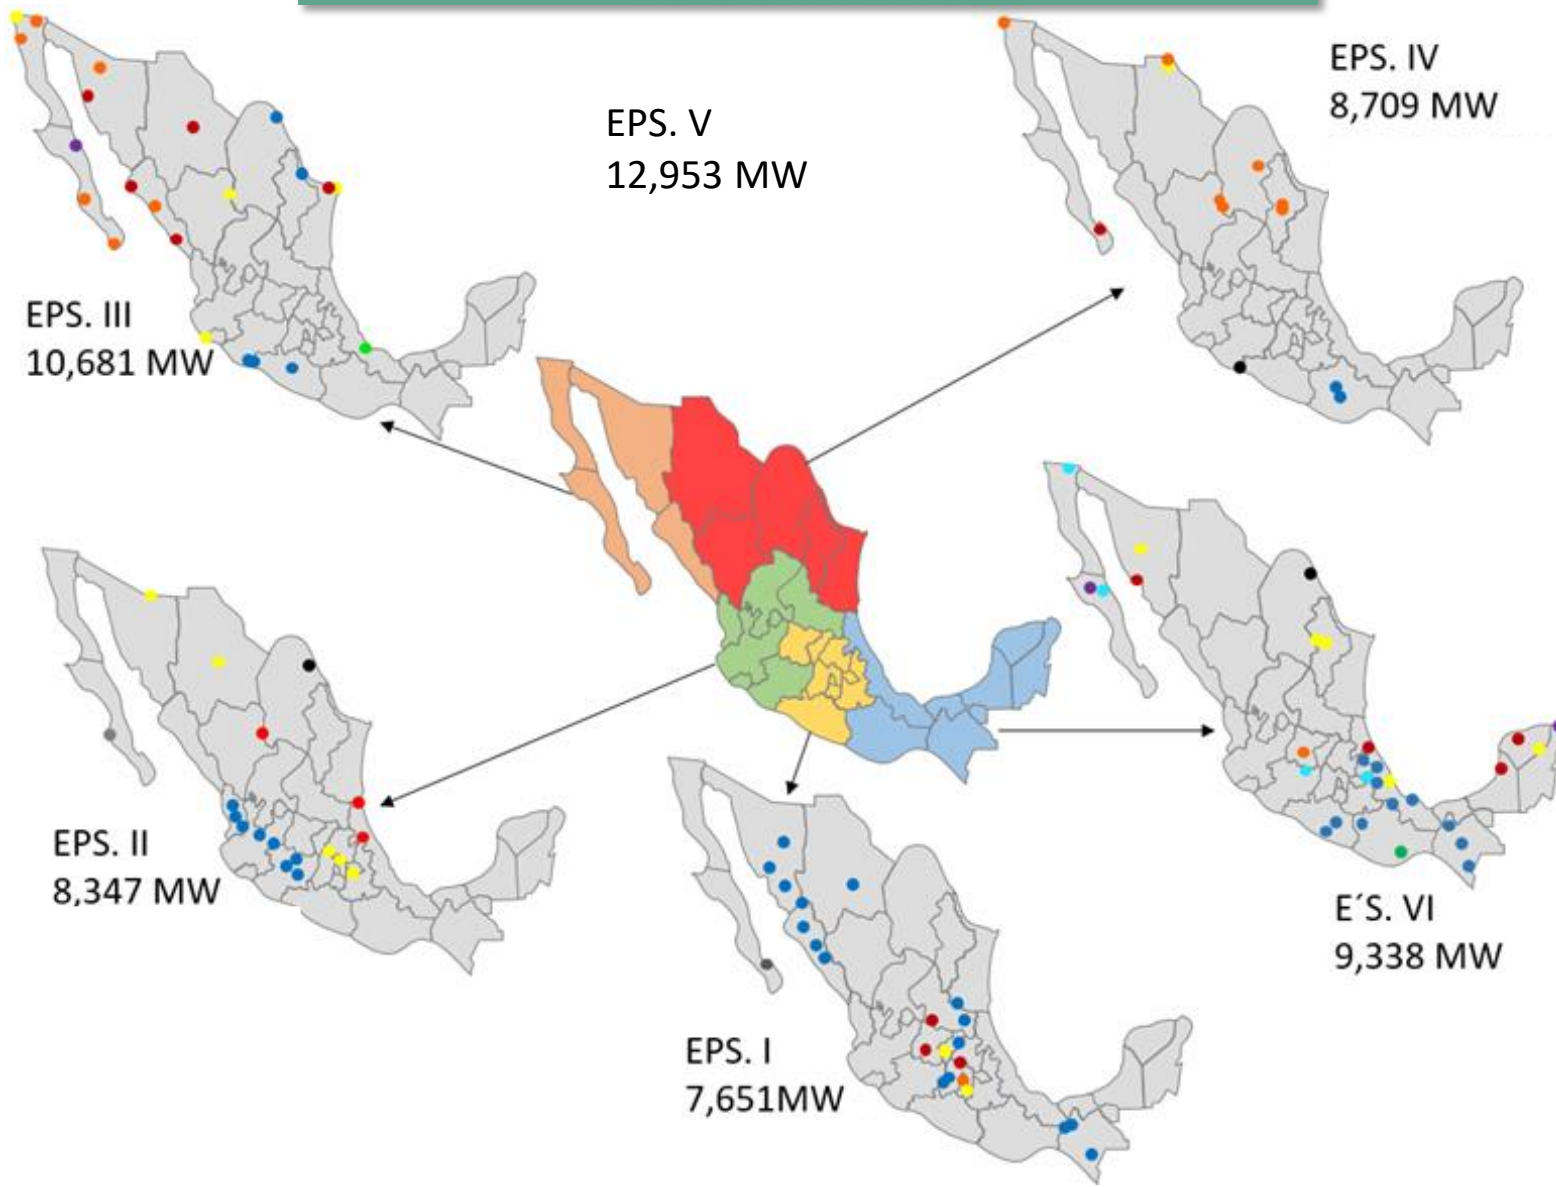 EPS. IV
8,709 MW
EPS. V
12,953 MW
EPS. III
10,681 MW
EPS. II
8,347 MW
E´S. VI
9,338 MW
EPS. I
7,651MW